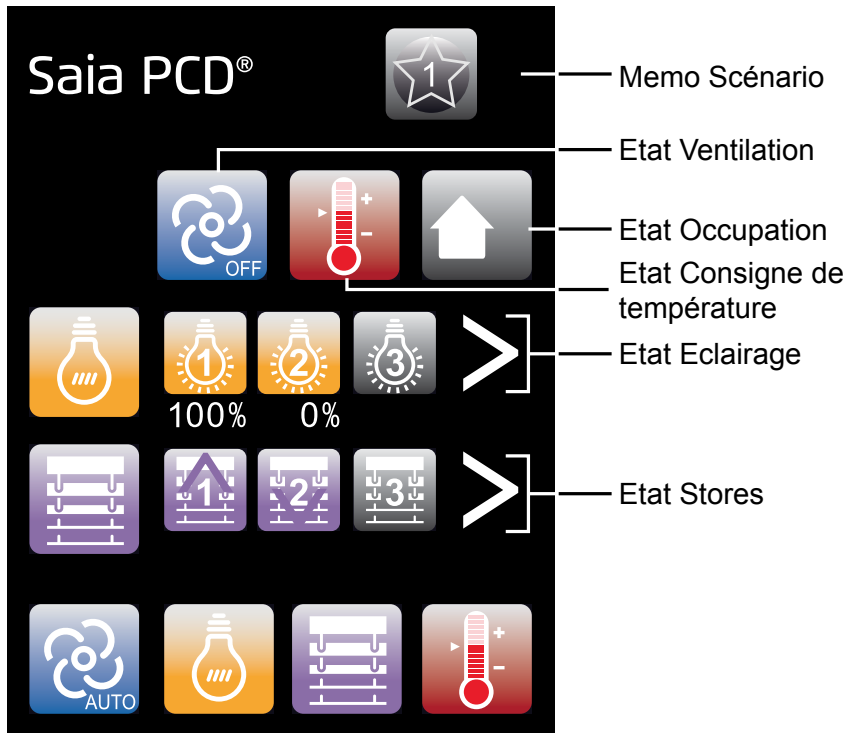 Saia PCD®
1
Memo Scénario
Etat Ventilation
OFF
+
-
Etat Occupation
Etat Consigne de
température
1 2 3
Etat Eclairage
100% 0%
1 2 3
Etat Stores
AUTO
+
-